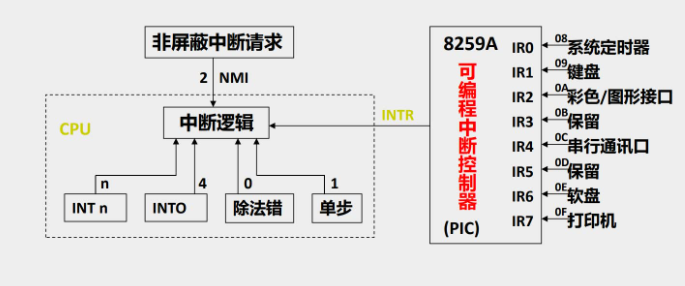 非屏蔽中断请求
2 NMI
CPU
中断逻辑
INTR
n
4
0
1
INT n
INTO
除法错
单步
8259A
可编程中断控制器
(PIC)
IR0 08 系统定时器
IR1 09 键盘
IR2 0A 彩色/图形接口
IR3 0B 保留
IR4 0C 串行通讯口
IR5 0D 保留
IR6 0E 软盘
IR7 0F 打印机